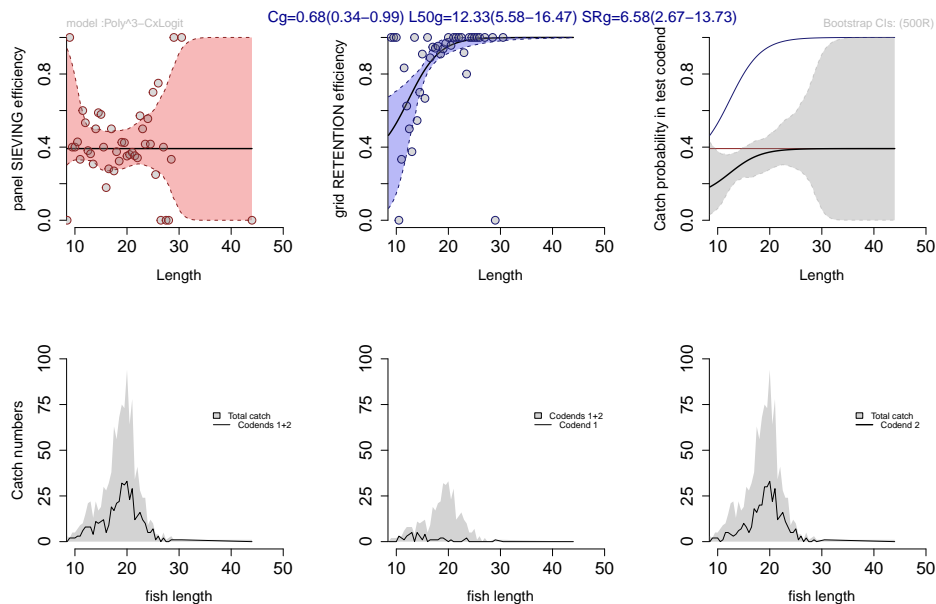 Cg=0.68(0.34−0.99) L50g=12.33(5.58−16.47) SRg=6.58(2.67−13.73)
model :Poly^3−CxLogit
Bootstrap CIs: (500R)
panel SIEVING efficiency
0.0
0.4
0.8
10 20 30 40 50
Length
grid RETENTION efficiency
0.0
0.4
0.8
10 20 30 40 50
Length
Catch probability in test codend
0.0
0.4
0.8
10 20 30 40 50
Length
Catch numbers
0
25
50
75
100
Total catch
Codends 1+2
10 20 30 40 50
fish length
0
25
50
75
100
Codends 1+2
Codend 1
10 20 30 40 50
fish length
0
25
50
75
100
Total catch
Codend 2
10 20 30 40 50
fish length